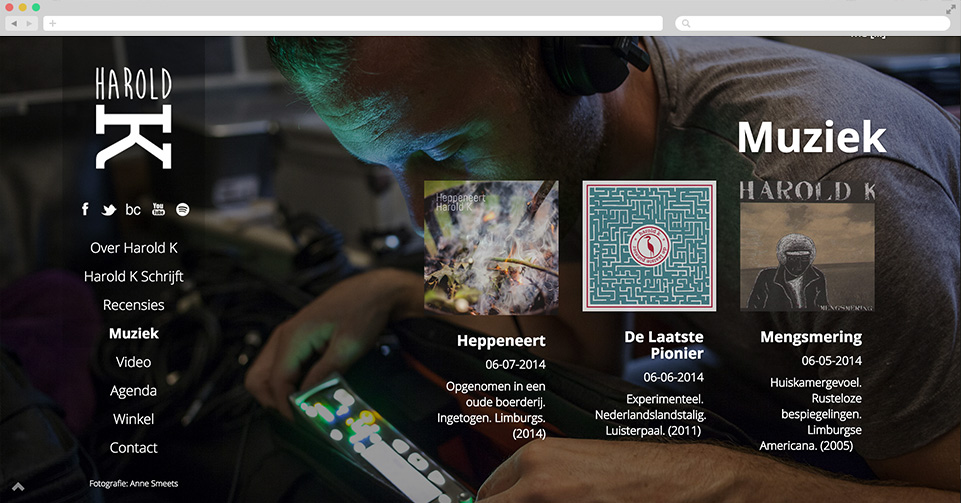 HAROLD
K
f
bc
You
Tube
Over Harold K
Harold K Schrijft
Recensies
Muziek
Video
Agenda
Winkel
Contact
Fotografie: Anne Smeets
Muziek
Heppeneert
Harold K
Heppeneert
06-07-2014
Opgenomen in een
oude boerderij.
Ingetogen. Limburgs.
(2014)
harold k
De Laatste
Pionier
06-06-2014
Experimenteel.
Nederlandslandstalig.
Luisterpaal. (2011)
HAROLD K
MENGSMERING
Mengsmering
06-05-2014
Huiskamergevoel.
Rusteloze
bespiegelingen.
Limburgse
Americana. (2005)